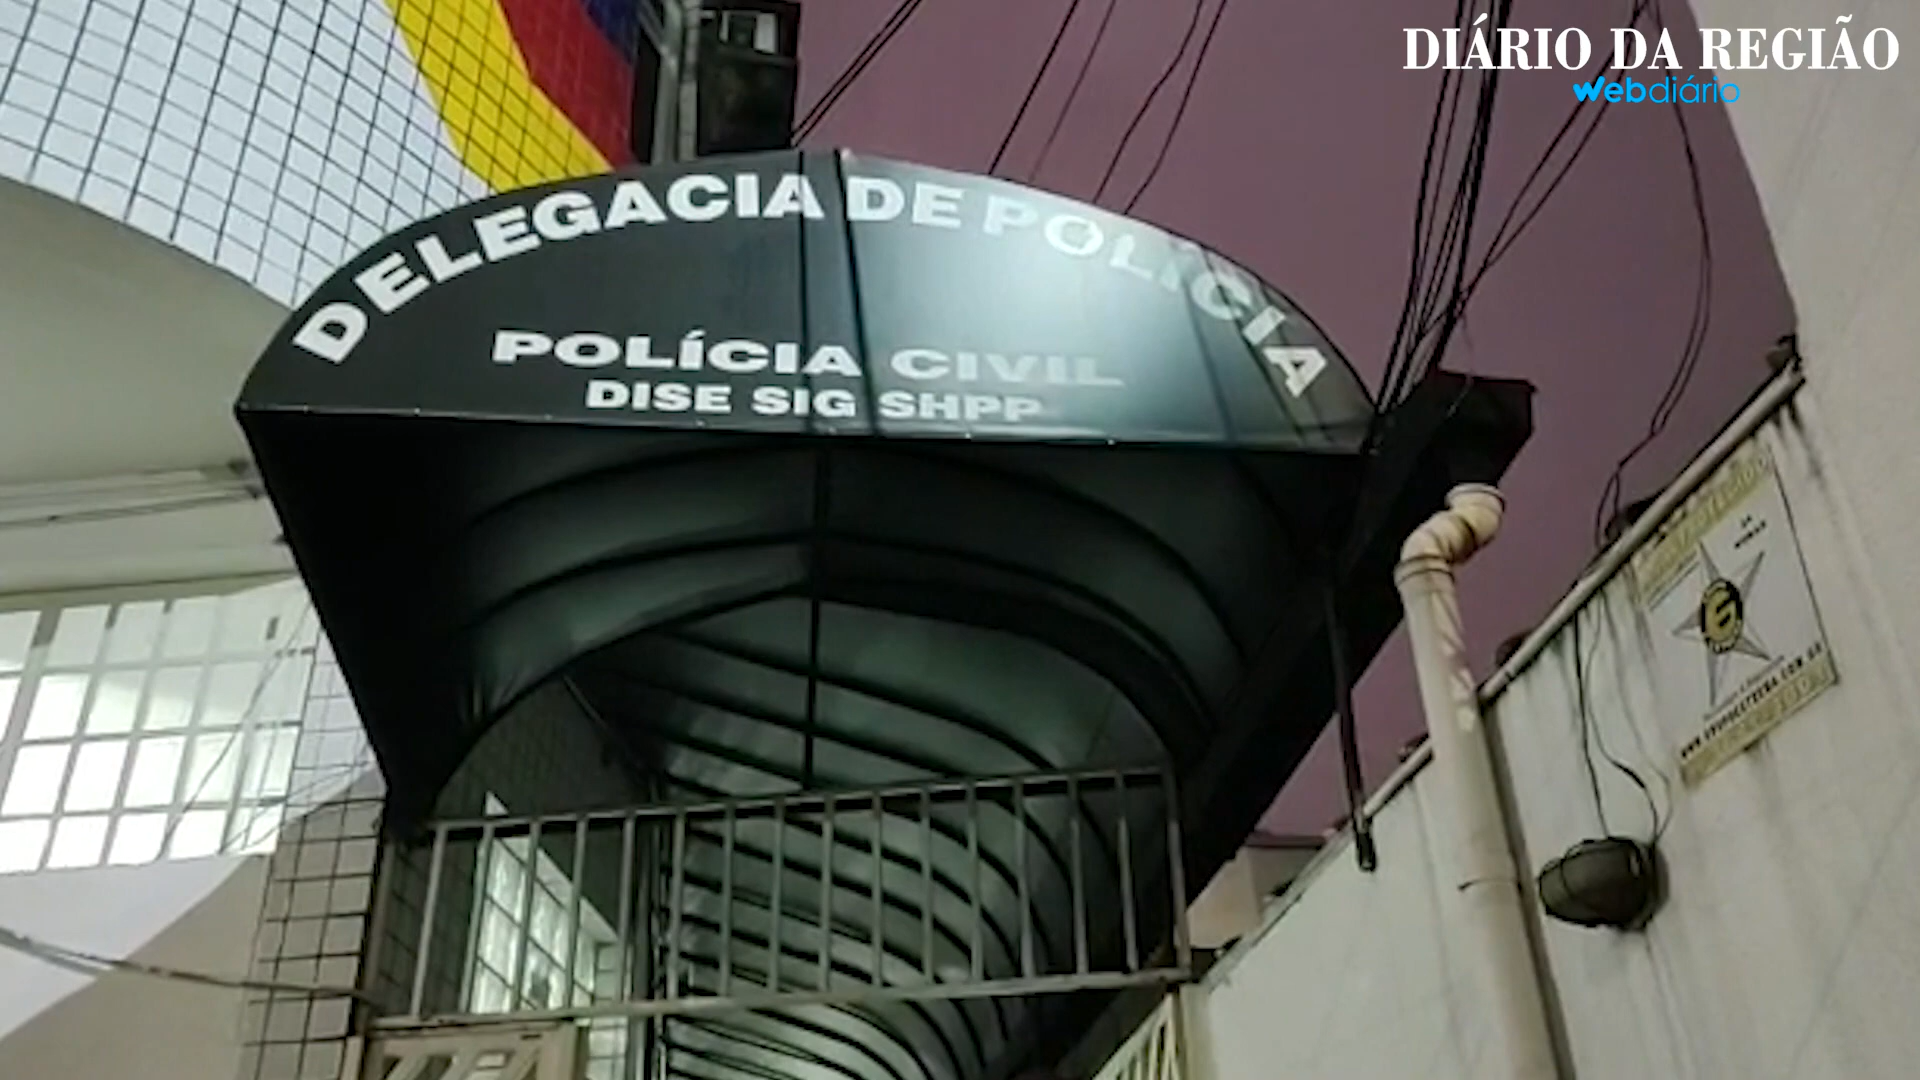 DIÁRIO DA REGIÃO
webdiário
DELEGACIA DE POLÍCIA
POLÍCIA CIVIL
DISE SIG SHPP